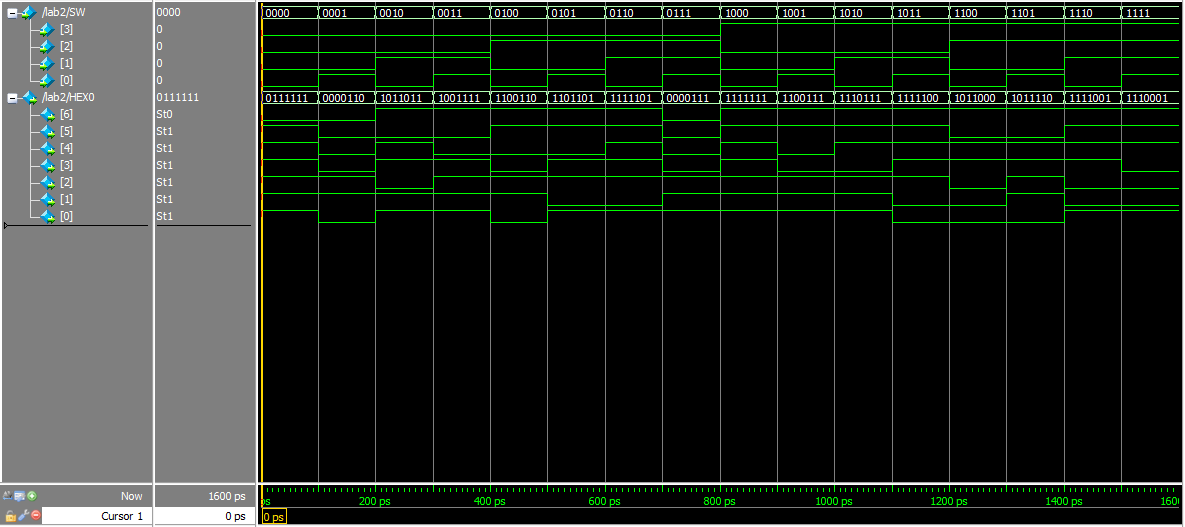 /lab2/SW 0000 0000 0001 0010 0011 0100 0101 0110 0111 1000 1001 1010 1011 1100 1101 1110 1111
[3] 0
[2] 0
[1] 0
[0] 0
/lab2/HEX0 0111111 0111111 0000110 1011011 1001111 1100110 1101101 1111101 0000111 1111111 1101111 1110111 1111100 1011000 1011110 1111001 1110001
[6] St0
[5] St1
[4] St1
[3] St1
[2] St1
[1] St1
[0] St1
Now 1600 ps ps 200 ps 400 ps 600 ps 800 ps 1000 ps 1200 ps 1400 ps 1600
Cursor 1 0 ps 0 ps